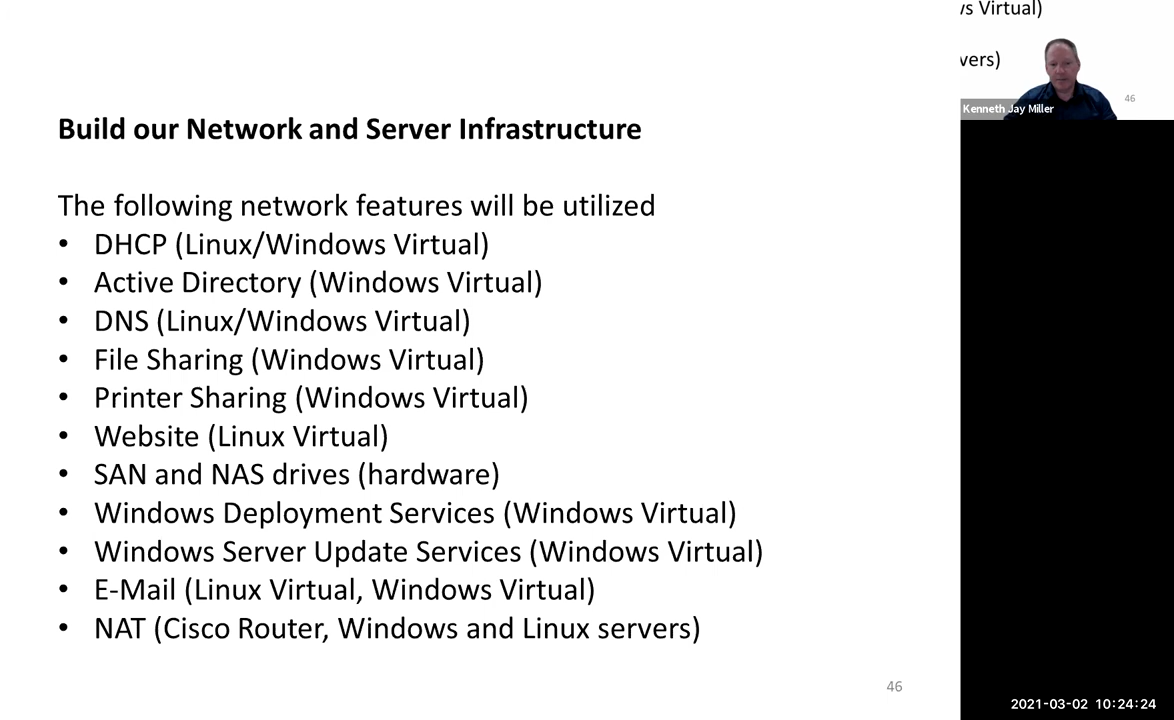 Build our Network and Server Infrastructure
The following network features will be utilized
• DHCP (Linux/Windows Virtual)
• Active Directory (Windows Virtual)
• DNS (Linux/Windows Virtual)
• File Sharing (Windows Virtual)
• Printer Sharing (Windows Virtual)
• Website (Linux Virtual)
• SAN and NAS drives (hardware)
• Windows Deployment Services (Windows Virtual)
• Windows Server Update Services (Windows Virtual)
• E-Mail (Linux Virtual, Windows Virtual)
• NAT (Cisco Router, Windows and Linux servers)
46
vs Virtual)
vers)
46
Kenneth Jay Miller
2021-03-02 10:24:24